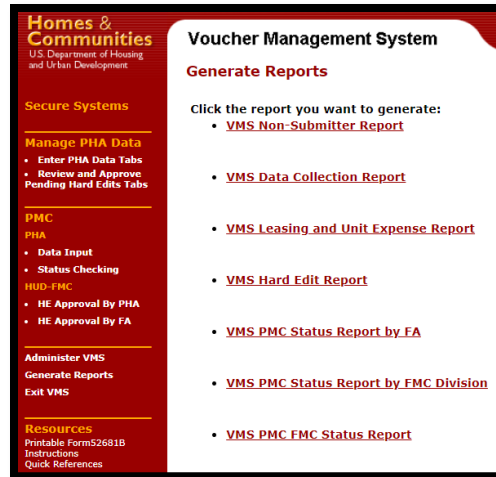 Homes &
Communities
U.S. Department of Housing
and Urban Development
Secure Systems
Manage PHA Data
• Enter PHA Data Tabs
• Review and Approve
Pending Hard Edits Tabs
PMC
PHA
• Data Input
• Status Checking
HUD-FMC
• HE Approval By PHA
• HE Approval By FA
Administer VMS
Generate Reports
Exit VMS
Resources
Printable Form52681B
Instructions
Quick References
Voucher Management System
Generate Reports
Click the report you want to generate:
• VMS Non-Submitter Report
• VMS Data Collection Report
• VMS Leasing and Unit Expense Report
• VMS Hard Edit Report
• VMS PMC Status Report by FA
• VMS PMC Status Report by FMC Division
• VMS PMC FMC Status Report